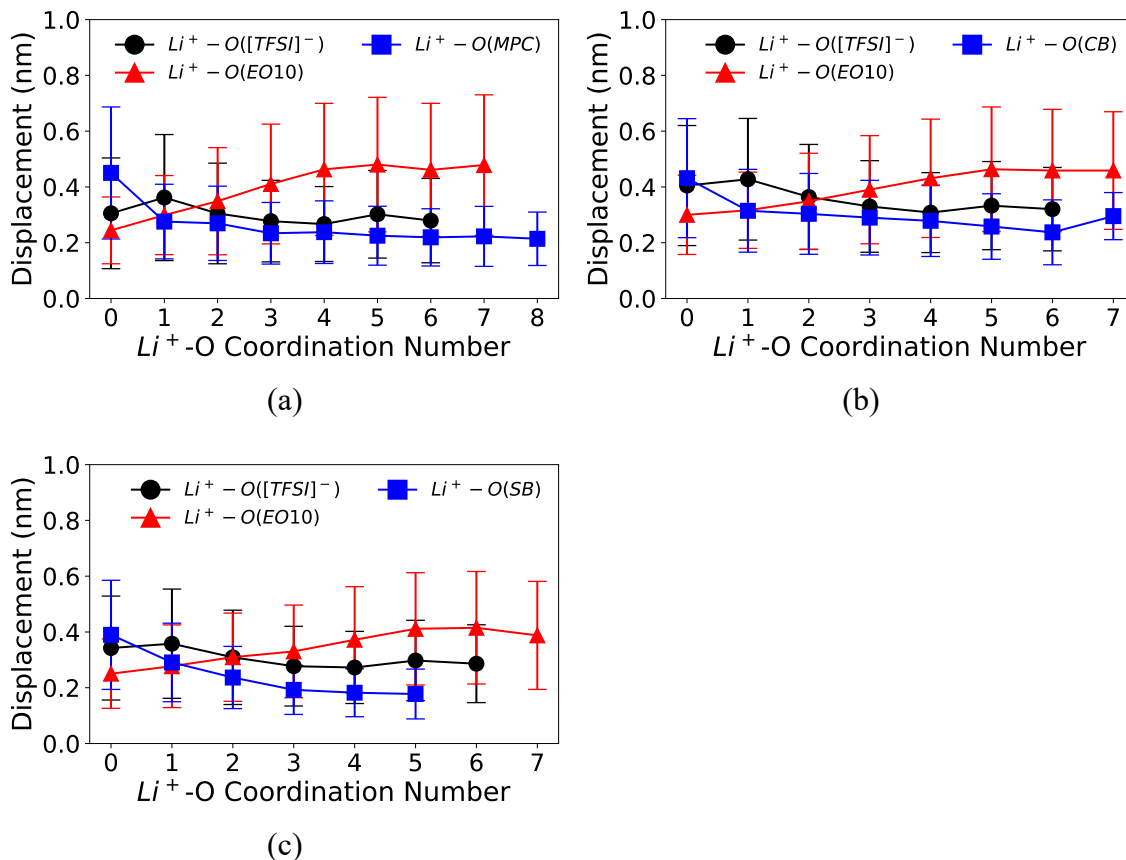 1.0
0.8
0.6
0.4
0.2
0.0
Displacement (nm)
Li⁺ − O([TFSI]⁻)
Li⁺ − O(EO10)
Li⁺ − O(MPC)
0 1 2 3 4 5 6 7 8
Li⁺-O Coordination Number
(a)
1.0
0.8
0.6
0.4
0.2
0.0
Displacement (nm)
Li⁺ − O([TFSI]⁻)
Li⁺ − O(EO10)
Li⁺ − O(CB)
0 1 2 3 4 5 6 7
Li⁺-O Coordination Number
(b)
1.0
0.8
0.6
0.4
0.2
0.0
Displacement (nm)
Li⁺ − O([TFSI]⁻)
Li⁺ − O(EO10)
Li⁺ − O(SB)
0 1 2 3 4 5 6 7
Li⁺-O Coordination Number
(c)